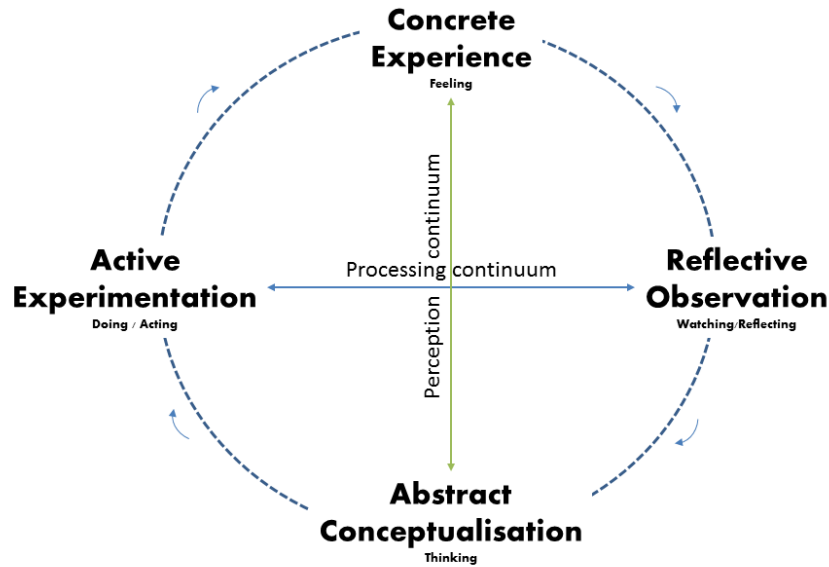 Concrete
Experience
Feeling
Perception continuum
Processing continuum
Active
Experimentation
Doing / Acting
Reflective
Observation
Watching/Reflecting
Abstract
Conceptualisation
Thinking